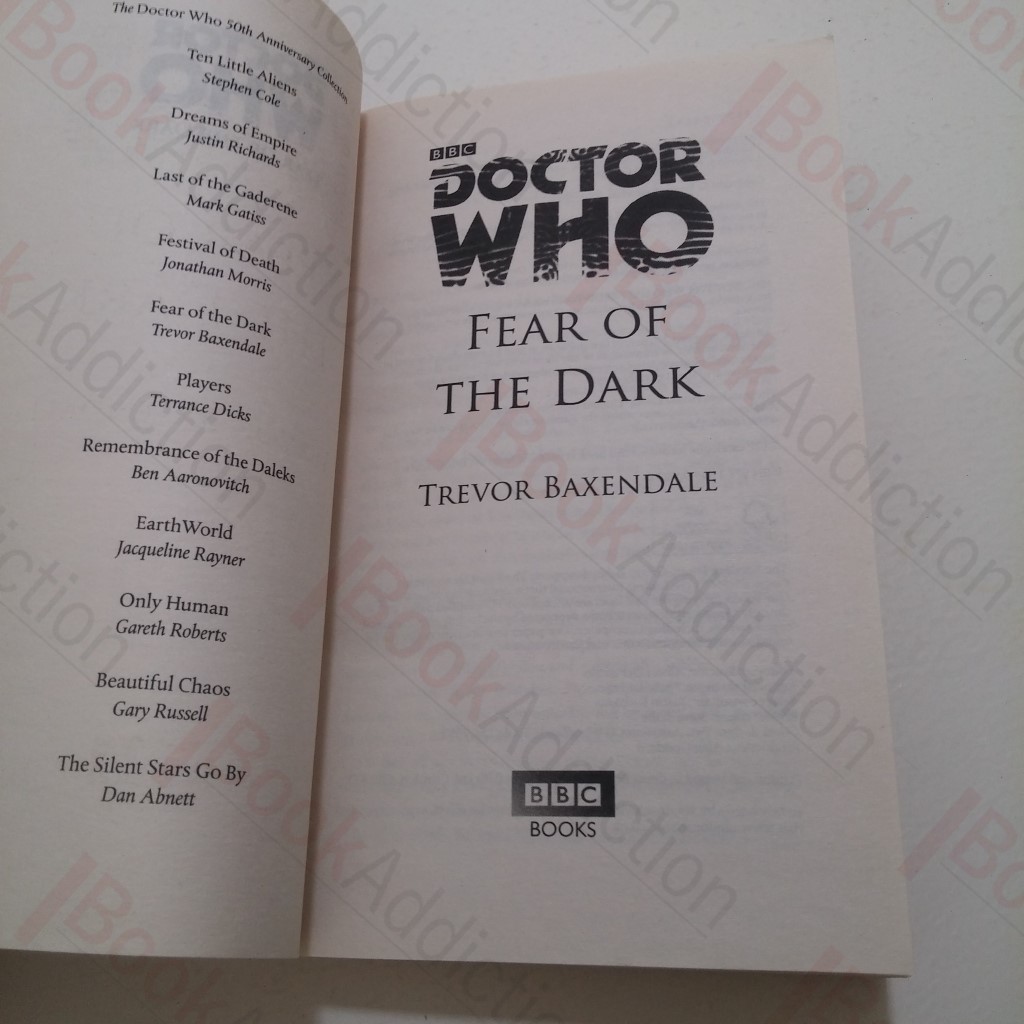 The Doctor Who 50th Anniversary Collection
Ten Little Aliens
Stephen Cole
Dreams of Empire
Justin Richards
Last of the Gaderene
Mark Gatiss
Festival of Death
Jonathan Morris
Fear of the Dark
Trevor Baxendale
Players
Terrance Dicks
Remembrance of the Daleks
Ben Aaronovitch
EarthWorld
Jacqueline Rayner
Only Human
Gareth Roberts
Beautiful Chaos
Gary Russell
The Silent Stars Go By
Dan Abnett
BBC
DOCTOR
WHO
FEAR OF
THE DARK
TREVOR BAXENDALE
BBC
BOOKS
BookAddiction